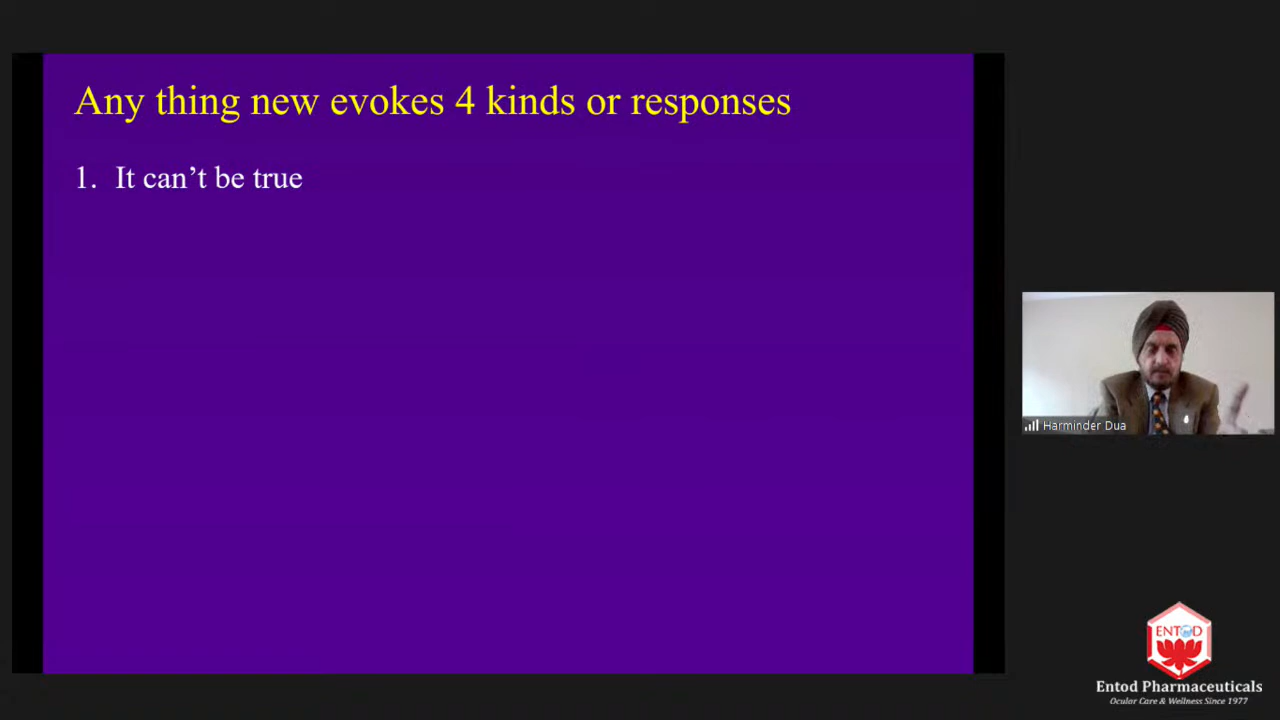 Any thing new evokes 4 kinds or responses
1. It can’t be true
Harminder Dua
ENTOD
Entod Pharmaceuticals
Ocular Care & Wellness Since 1977